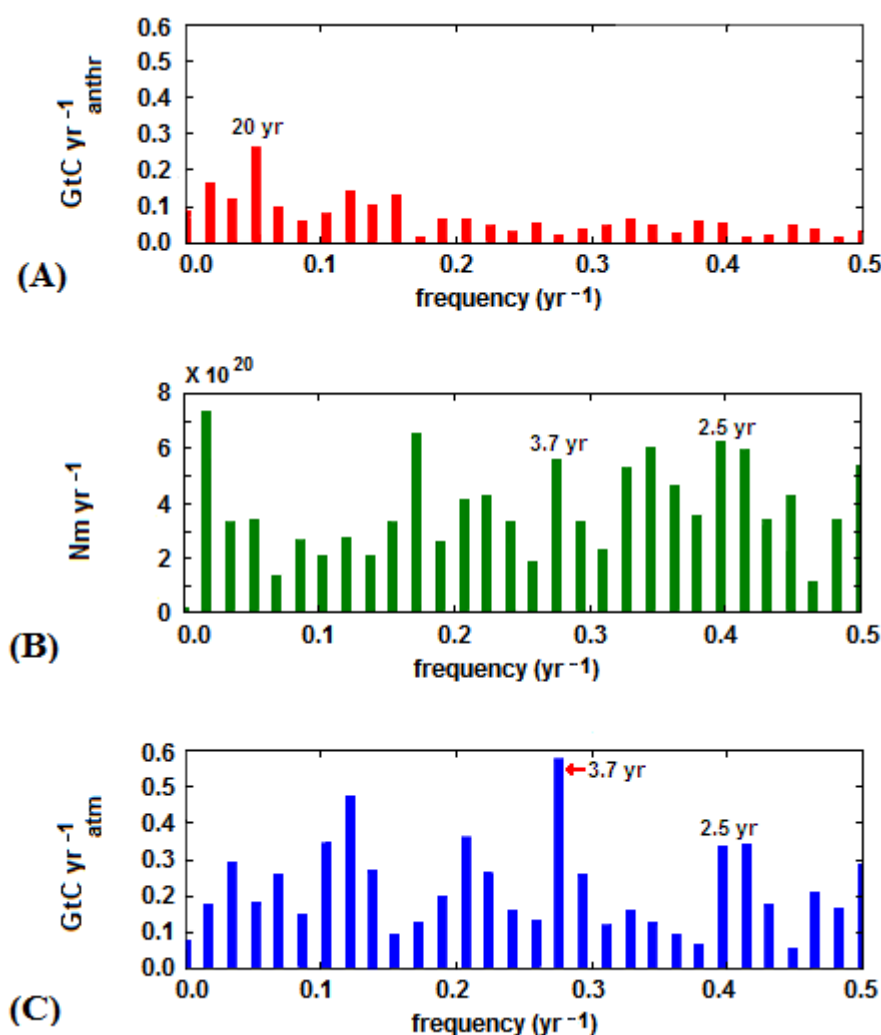 0.6
0.5
0.4
0.3
0.2
0.1
0.0
GtC yr⁻¹ anthr
20 yr
0.0 0.1 0.2 0.3 0.4 0.5
frequency (yr⁻¹)
(A)
X 10²⁰
8
6
4
2
0
Nm yr⁻¹
3.7 yr
2.5 yr
0.0 0.1 0.2 0.3 0.4 0.5
frequency (yr⁻¹)
(B)
0.6
0.5
0.4
0.3
0.2
0.1
0.0
GtC yr⁻¹ atm
3.7 yr
2.5 yr
0.0 0.1 0.2 0.3 0.4 0.5
frequency (yr⁻¹)
(C)